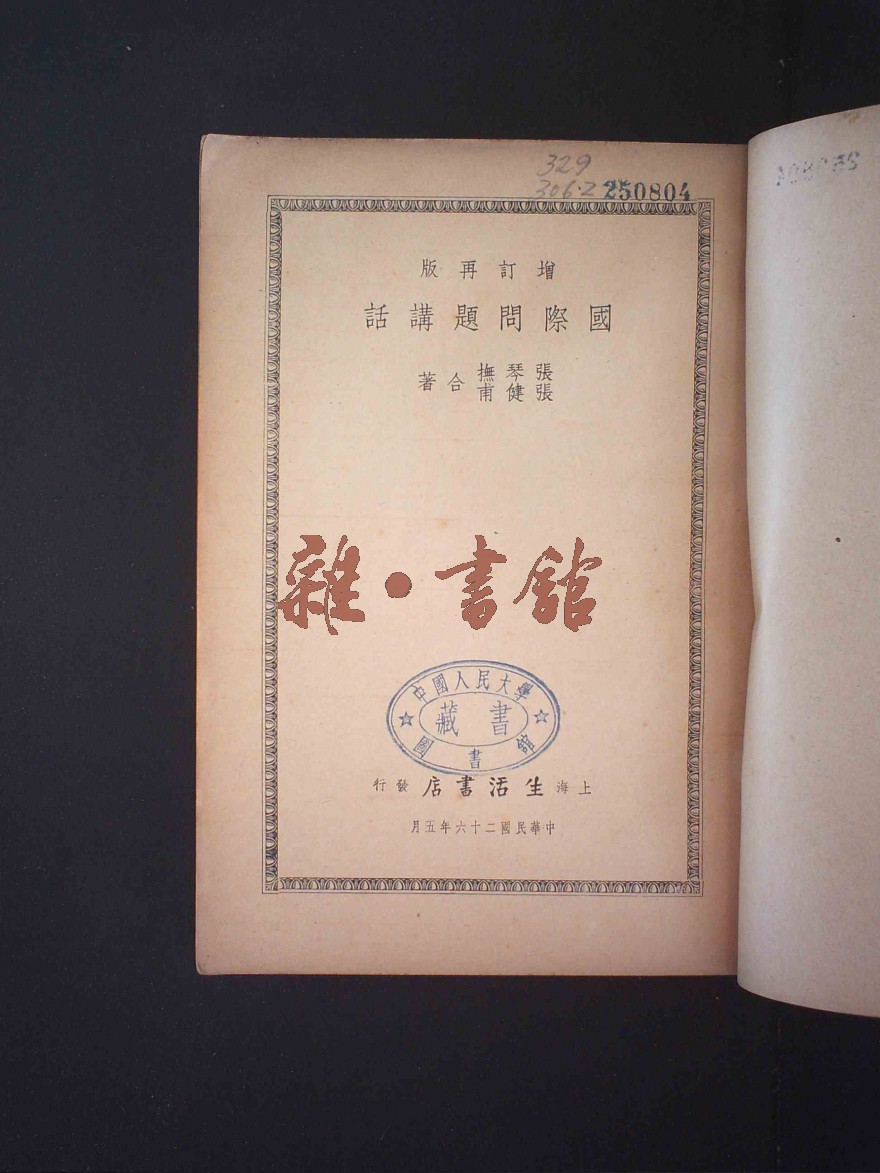 329
306·2
250804
增訂再版
國際問題講話
張琴撫
張健甫
合著
雜·書館
中國人民大學
藏書
圖書館
上海生活書店發行
中華民國二十六年五月